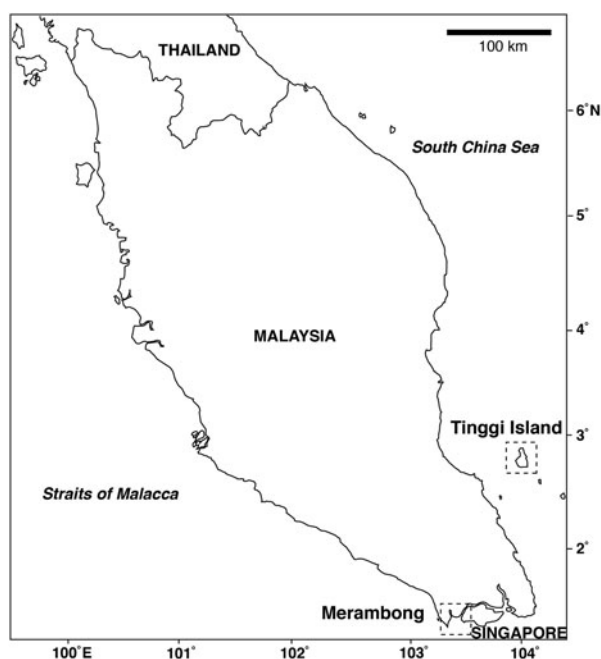 THAILAND
100 km
6°N
South China Sea
5°
MALAYSIA
4°
Tinggi Island
3°
Straits of Malacca
2°
Merambong
SINGAPORE
100°E
101°
102°
103°
104°